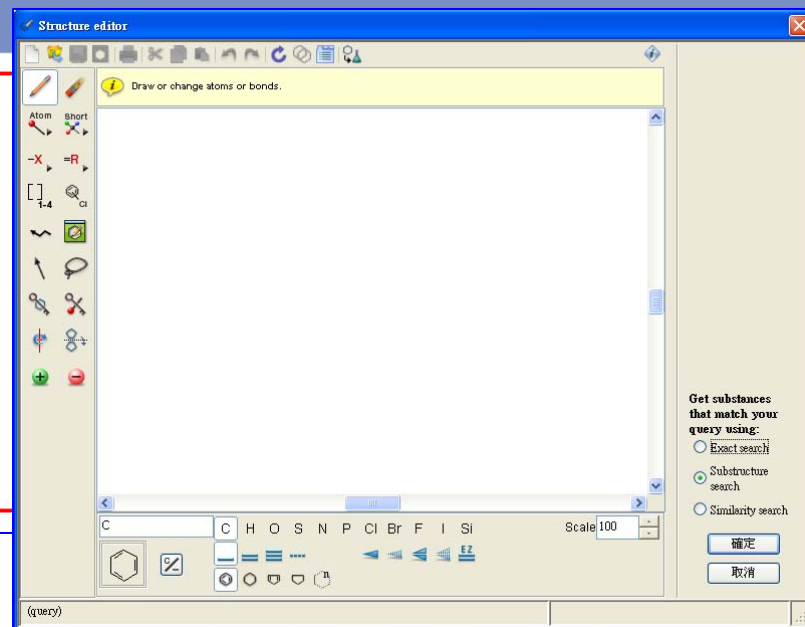 Structure editor
Draw or change atoms or bonds.
Atom Short
-X =R
[ ] 1-4 Cl
Get substances
that match your
query using:
Exact search
Substructure
search
Similarity search
確定
取消
C
C H O S N P Cl Br F I Si
Scale 100
EZ
n
(query)